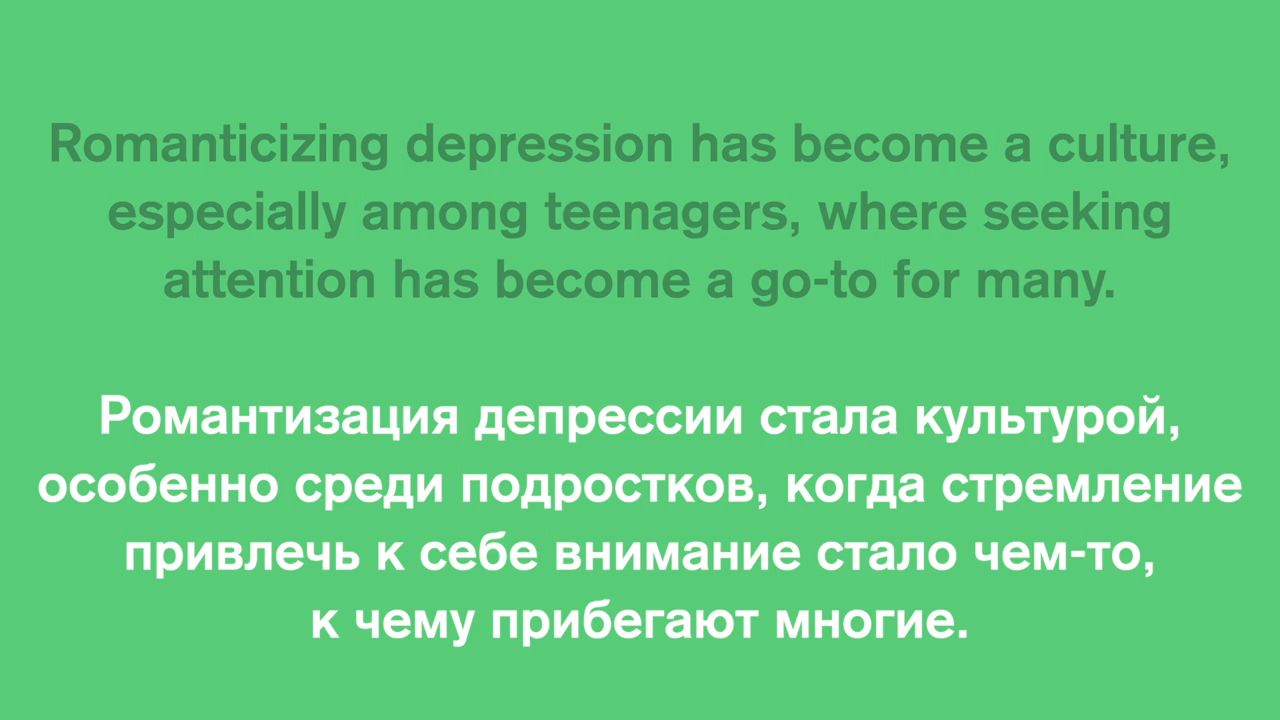 Romanticizing depression has become a culture,
especially among teenagers, where seeking
attention has become a go-to for many.
Романтизация депрессии стала культурой,
особенно среди подростков, когда стремление
привлечь к себе внимание стало чем-то,
к чему прибегают многие.